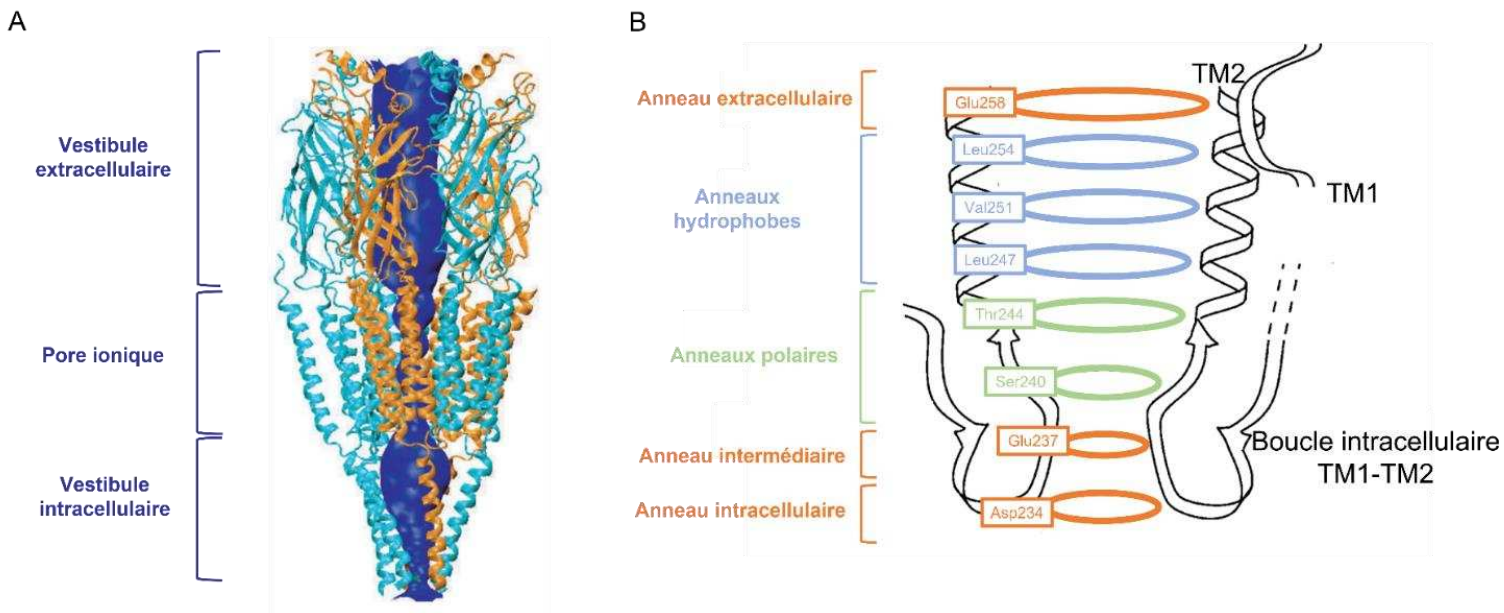 A
Vestibule
extracellulaire
Pore ionique
Vestibule
intracellulaire
B
Anneau extracellulaire
Anneaux
hydrophobes
Anneaux polaires
Anneau intermédiaire
Anneau intracellulaire
Glu258
Leu254
Val251
Leu247
Thr244
Ser240
Glu237
Asp234
TM2
TM1
Boucle intracellulaire
TM1-TM2